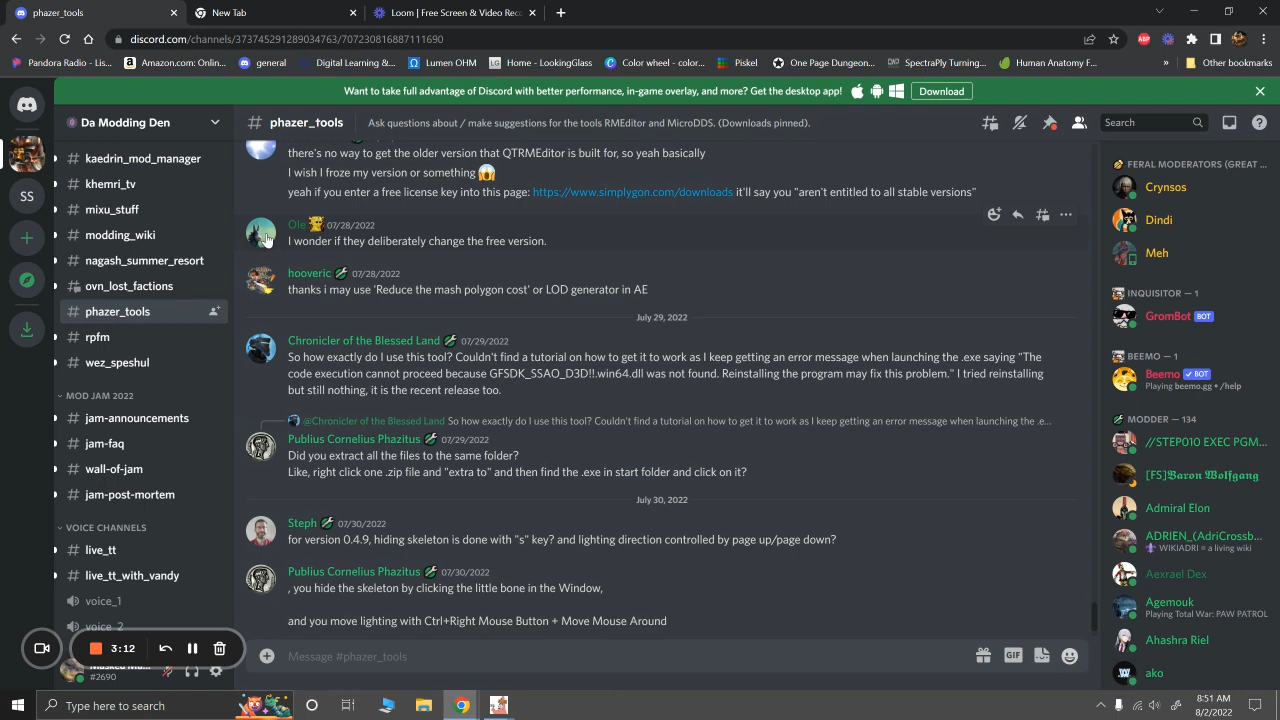 phazer_tools
New Tab
Loom | Free Screen & Video Rec
discord.com/channels/373745291289034763/707230816887111690
Pandora Radio - Lis...
Amazon.com: Onlin...
general
Digital Learning &...
Lumen OHM
Home - LookingGlass
Color wheel - color...
Piskel
One Page Dungeon...
SpectraPly Turning...
Human Anatomy F...
»
Other bookmarks
Want to take full advantage of Discord with better performance, in-game overlay, and more? Get the desktop app!
Download
Da Modding Den
# phazer_tools
Ask questions about / make suggestions for the tools RMEditor and MicroDDS. (Downloads pinned).
Search
SS
# kaedrin_mod_manager
# khemri_tv
# mixu_stuff
# modding_wiki
# nagash_summer_resort
ovn_lost_factions
# phazer_tools
# rpfm
# wez_speshul
MOD JAM 2022
# jam-announcements
# jam-faq
# wall-of-jam
# jam-post-mortem
VOICE CHANNELS
# live_tt
# live_tt_with_vandy
voice_1
voice_2
3:12
#2690
there's no way to get the older version that QTRMEditor is built for, so yeah basically
I wish I froze my version or something
yeah if you enter a free license key into this page: https://www.simplygon.com/downloads it'll say you "aren't entitled to all stable versions"
Ole 07/28/2022
I wonder if they deliberately change the free version.
hooveric 07/28/2022
thanks i may use 'Reduce the mash polygon cost' or LOD generator in AE
July 29, 2022
Chronicler of the Blessed Land 07/29/2022
So how exactly do I use this tool? Couldn't find a tutorial on how to get it to work as I keep getting an error message when launching the .exe saying "The
code execution cannot proceed because GFSDK_SSAO_D3D!!.win64.dll was not found. Reinstalling the program may fix this problem." I tried reinstalling
but still nothing, it is the recent release too.
@Chronicler of the Blessed Land So how exactly do I use this tool? Couldn't find a tutorial on how to get it to work as I keep getting an error message when launching the .e...
Publius Cornelius Phazitus 07/29/2022
Did you extract all the files to the same folder?
Like, right click one .zip file and "extra to" and then find the .exe in start folder and click on it?
July 30, 2022
Steph 07/30/2022
for version 0.4.9, hiding skeleton is done with "s" key? and lighting direction controlled by page up/page down?
Publius Cornelius Phazitus 07/30/2022
, you hide the skeleton by clicking the little bone in the Window,
and you move lighting with Ctrl+Right Mouse Button + Move Mouse Around
Message #phazer_tools
GIF
FERAL MODERATORS (GREAT ...
Crynsos
Dindi
Meh
INQUISITOR — 1
GromBot BOT
BEEMO — 1
Beemo BOT
Playing beemo.gg • /help
MODDER — 134
//STEP010 EXEC PGM...
[FS]𝕭𝖆𝖗𝖔𝖓 𝖂𝖔𝖑𝖋𝖌𝖆𝖓𝖌
Admiral Elon
ADRIEN_(AdriCrossb...
WIKIADRI = a living wiki
Aexrael Dex
Agemouk
Playing Total War: PAW PATROL
Ahashra Riel
ako
Type here to search
8:51 AM
8/2/2022